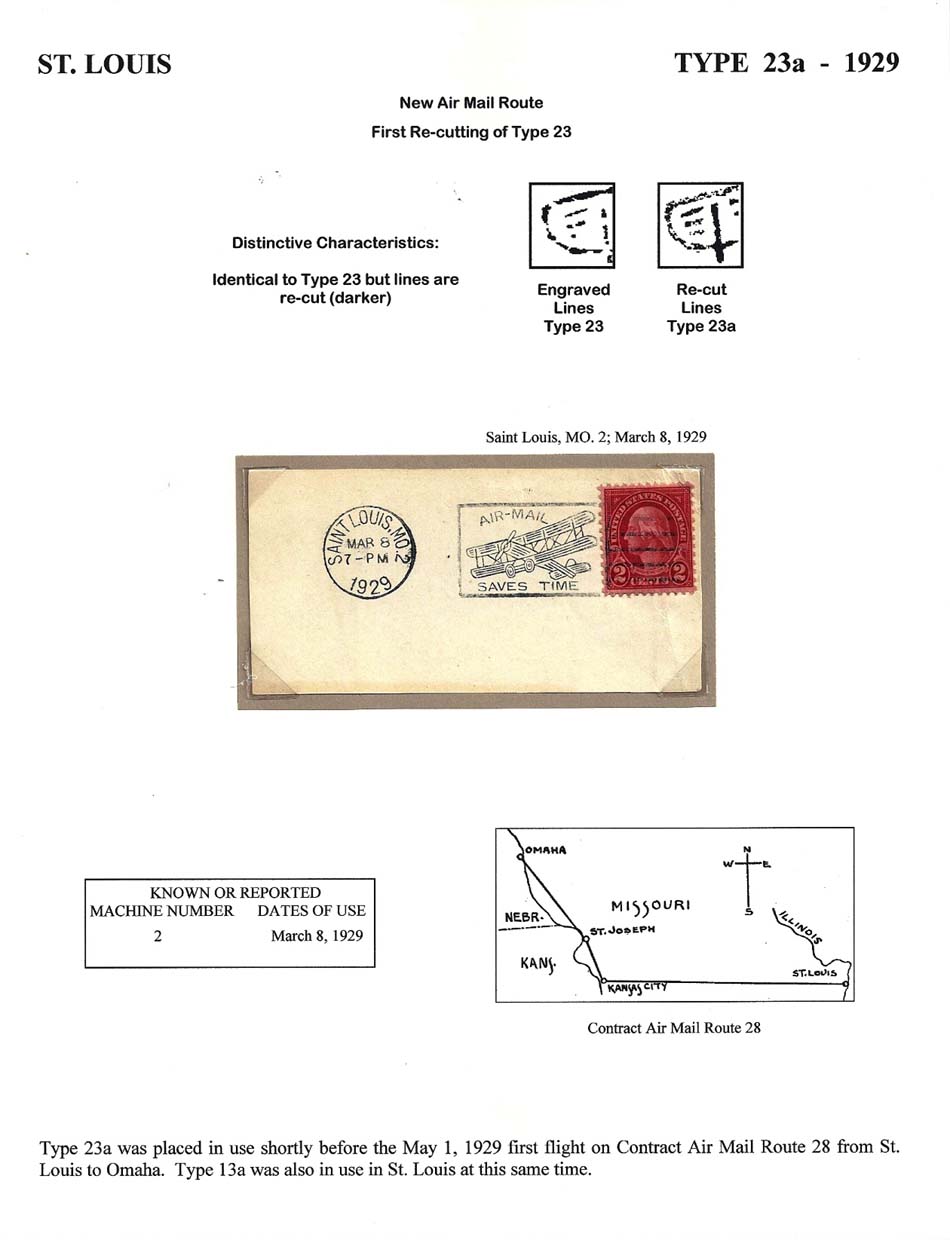 ST. LOUIS
TYPE 23a - 1929
New Air Mail Route
First Re-cutting of Type 23
Distinctive Characteristics:
Identical to Type 23 but lines are
re-cut (darker)
Engraved
Lines
Type 23
Re-cut
Lines
Type 23a
Saint Louis, MO. 2; March 8, 1929
SAINT LOUIS, MO. 2
MAR 8
7-PM
1929
AIR-MAIL
SAVES TIME
UNITED STATES POSTAGE
2 2
KNOWN OR REPORTED
MACHINE NUMBER DATES OF USE
2 March 8, 1929
OMAHA
N
W E
S
MISSOURI
ILLINOIS
NEBR.
ST. JOSEPH
KANS.
ST. LOUIS
KANSAS CITY
Contract Air Mail Route 28
Type 23a was placed in use shortly before the May 1, 1929 first flight on Contract Air Mail Route 28 from St.
Louis to Omaha. Type 13a was also in use in St. Louis at this same time.